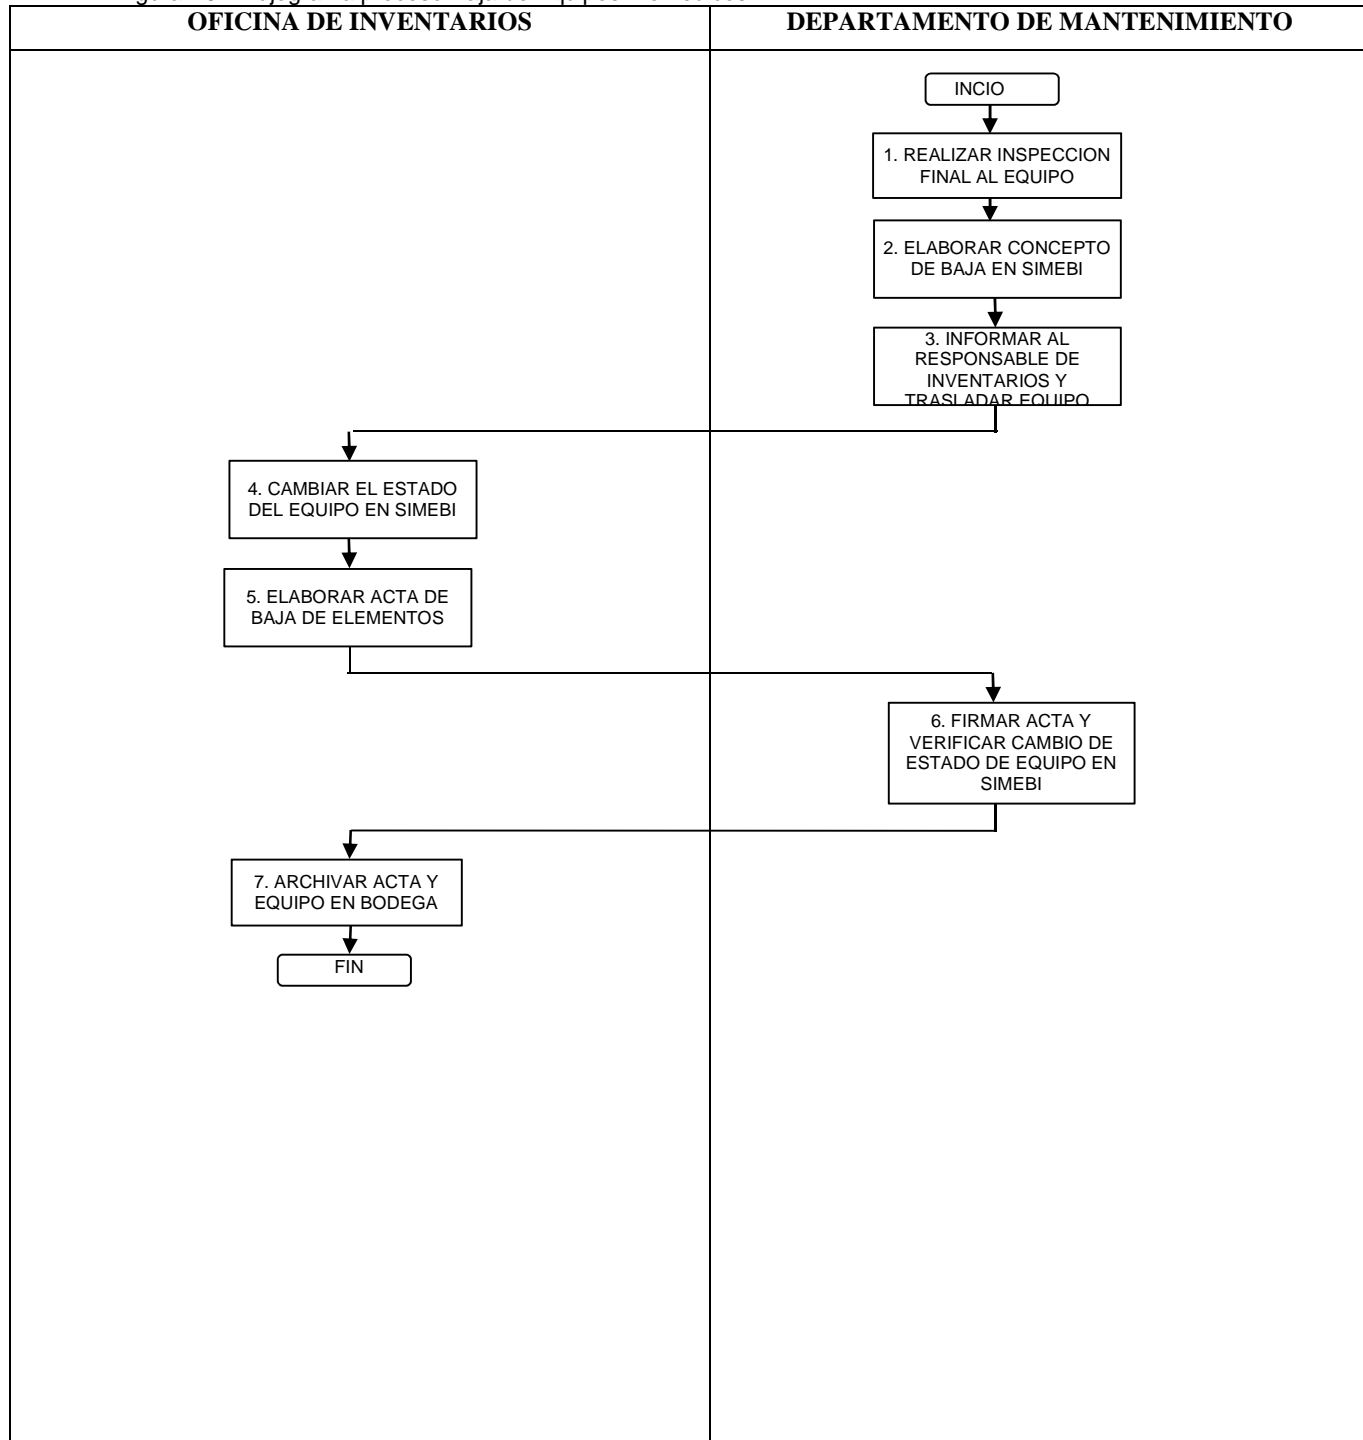 OFICINA DE INVENTARIOS
DEPARTAMENTO DE MANTENIMIENTO
INCIO
1. REALIZAR INSPECCION
FINAL AL EQUIPO
2. ELABORAR CONCEPTO
DE BAJA EN SIMEBI
3. INFORMAR AL
RESPONSABLE DE
INVENTARIOS Y
TRASLADAR EQUIPO
4. CAMBIAR EL ESTADO
DEL EQUIPO EN SIMEBI
5. ELABORAR ACTA DE
BAJA DE ELEMENTOS
6. FIRMAR ACTA Y
VERIFICAR CAMBIO DE
ESTADO DE EQUIPO EN
SIMEBI
7. ARCHIVAR ACTA Y
EQUIPO EN BODEGA
FIN